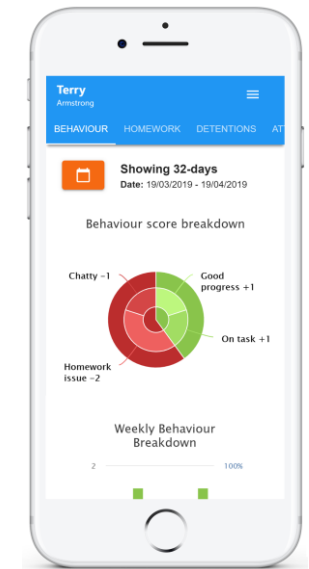 Terry
Armstrong
BEHAVIOUR HOMEWORK DETENTIONS AT
Showing 32-days
Date: 19/03/2019 - 19/04/2019
Behaviour score breakdown
Chatty -1
Good
progress +1
On task +1
Homework
issue -2
Weekly Behaviour
Breakdown
2 100%